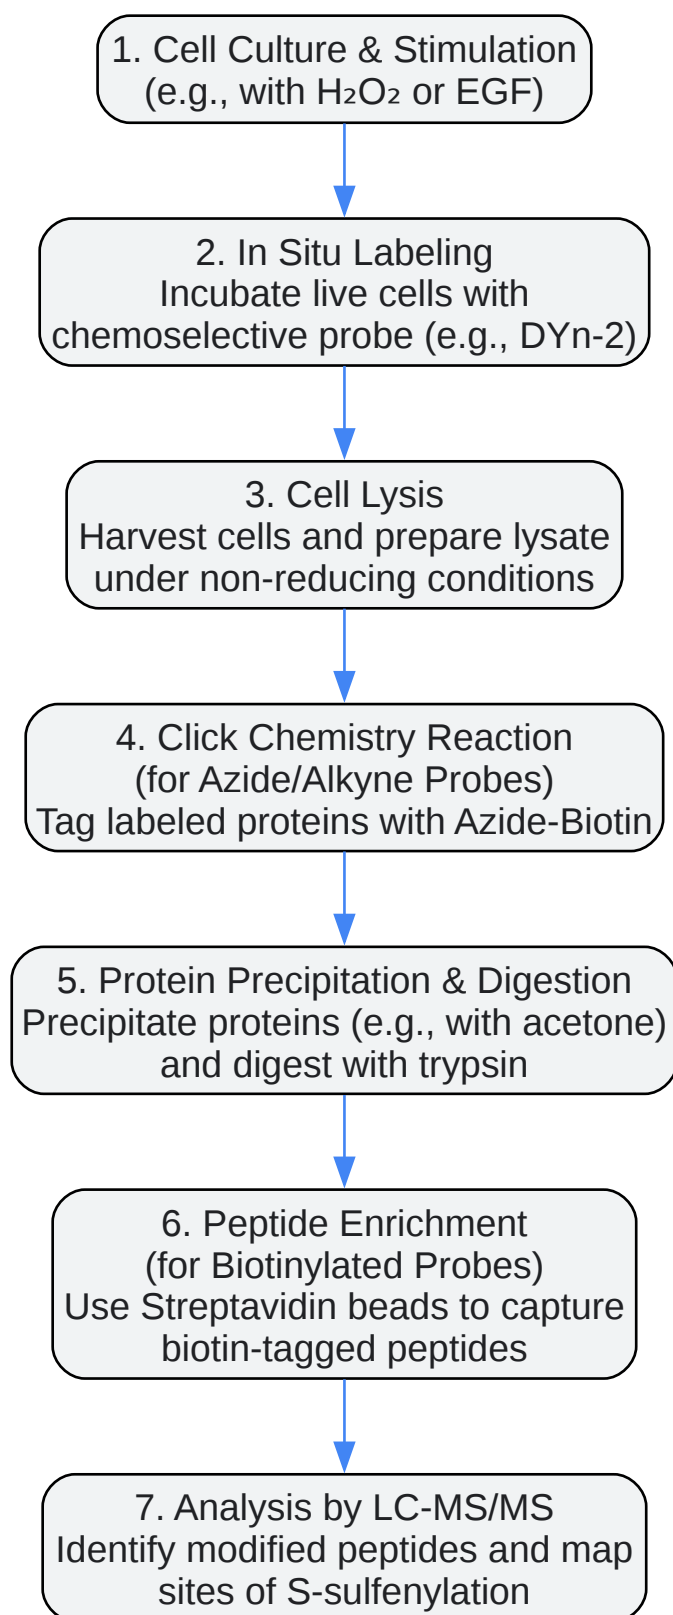 1. Cell Culture & Stimulation
(e.g., with H₂O₂ or EGF)
2. In Situ Labeling
Incubate live cells with
chemoselective probe (e.g., DYn-2)
3. Cell Lysis
Harvest cells and prepare lysate
under non-reducing conditions
4. Click Chemistry Reaction
(for Azide/Alkyne Probes)
Tag labeled proteins with Azide-Biotin
5. Protein Precipitation & Digestion
Precipitate proteins (e.g., with acetone)
and digest with trypsin
6. Peptide Enrichment
(for Biotinylated Probes)
Use Streptavidin beads to capture
biotin-tagged peptides
7. Analysis by LC-MS/MS
Identify modified peptides and map
sites of S-sulfenylation